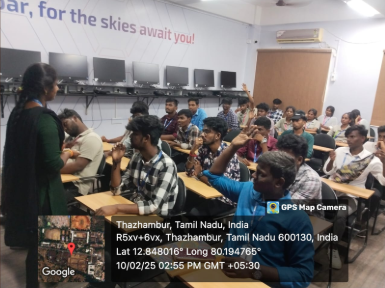 oar, for the skies await you!
GPS Map Camera
Thazhambur, Tamil Nadu, India
R5xv+6vx, Thazhambur, Tamil Nadu 600130, India
Lat 12.848016° Long 80.194765°
10/02/25 02:55 PM GMT +05:30
Google